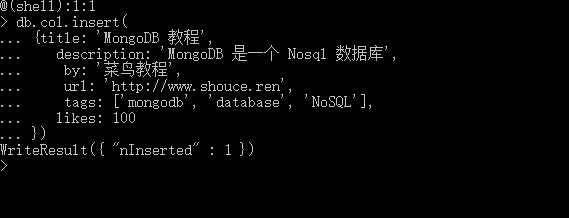 @(shell):1:1
> db.col.insert(
... {title: 'MongoDB 教程',
...     description: 'MongoDB 是一个 Nosql 数据库',
...      by: '菜鸟教程',
...      url: 'http://www.shouce.ren',
...      tags: ['mongodb', 'database', 'NoSQL'],
...     likes: 100
... })
WriteResult({ "nInserted" : 1 })
>